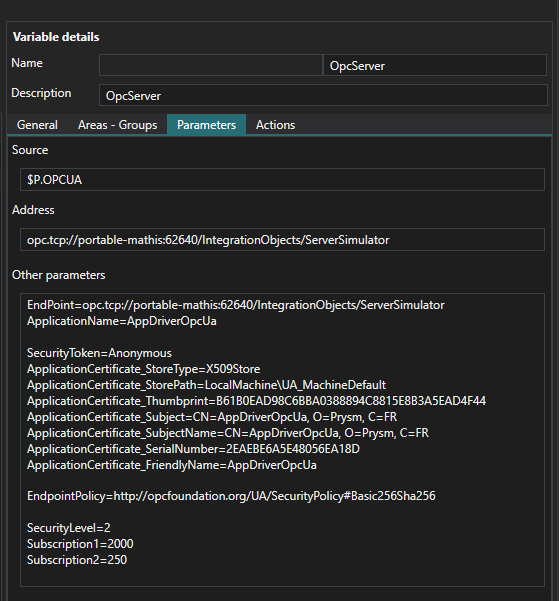 Variable details
Name
OpcServer
Description
OpcServer
General Areas - Groups Parameters Actions
Source
$P.OPCUA
Address
opc.tcp://portable-mathis:62640/IntegrationObjects/ServerSimulator
Other parameters
EndPoint=opc.tcp://portable-mathis:62640/IntegrationObjects/ServerSimulator
ApplicationName=AppDriverOpcUa
SecurityToken=Anonymous
ApplicationCertificate_StoreType=X509Store
ApplicationCertificate_StorePath=LocalMachine\UA_MachineDefault
ApplicationCertificate_Thumbprint=B61B0EAD98C6BBA0388894C8815E8B3A5EAD4F44
ApplicationCertificate_Subject=CN=AppDriverOpcUa, O=Prysm, C=FR
ApplicationCertificate_SubjectName=CN=AppDriverOpcUa, O=Prysm, C=FR
ApplicationCertificate_SerialNumber=2EAEBE6A5E48056EA18D
ApplicationCertificate_FriendlyName=AppDriverOpcUa
EndpointPolicy=http://opcfoundation.org/UA/SecurityPolicy#Basic256Sha256
SecurityLevel=2
Subscription1=2000
Subscription2=250